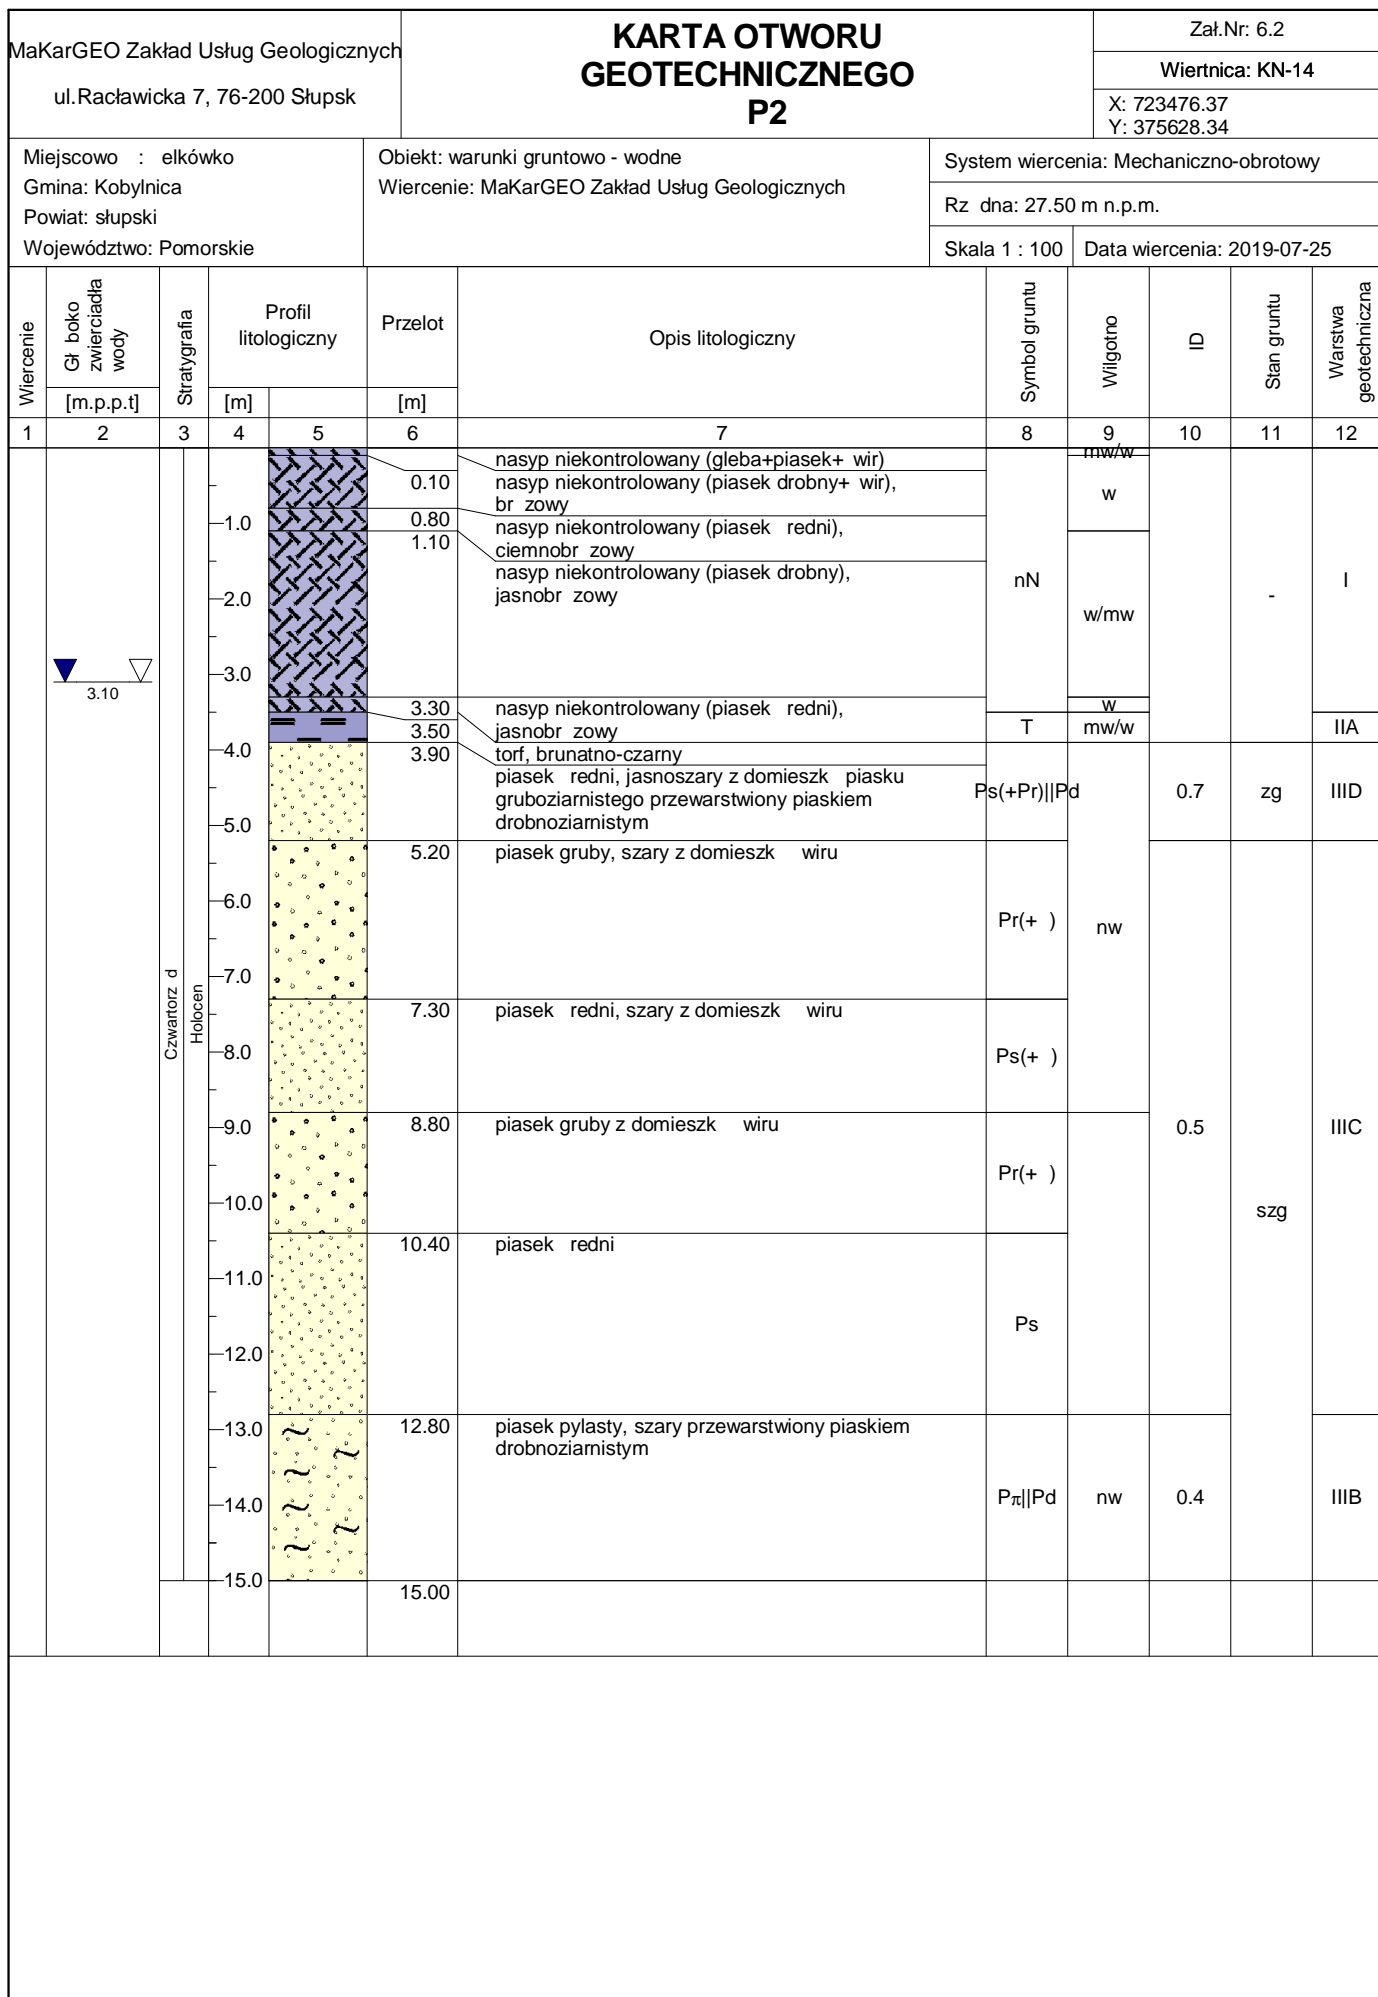 MaKarGEO Zakład Usług Geologicznych
ul.Racławicka 7, 76-200 Słupsk
KARTA OTWORU
GEOTECHNICZNEGO
P2
Zał.Nr: 6.2
Wiertnica: KN-14
X: 723476.37
Y: 375628.34
Miejscowo : elkówko
Gmina: Kobylnica
Powiat: słupski
Województwo: Pomorskie
Obiekt: warunki gruntowo - wodne
Wiercenie: MaKarGEO Zakład Usług Geologicznych
System wiercenia: Mechaniczno-obrotowy
Rz dna: 27.50 m n.p.m.
Skala 1 : 100
Data wiercenia: 2019-07-25
Wiercenie
Gł boko
zwierciadła
wody
[m.p.p.t]
Stratygrafia
Profil
litologiczny
[m]
Przelot
[m]
Opis litologiczny
Symbol gruntu
Wilgotno
ID
Stan gruntu
Warstwa
geotechniczna
1 2 3 4 5 6 7 8 9 10 11 12
3.10
Czwartorz d
Holocen
1.0
2.0
3.0
4.0
5.0
6.0
7.0
8.0
9.0
10.0
11.0
12.0
13.0
14.0
15.0
0.10
0.80
1.10
3.30
3.50
3.90
5.20
7.30
8.80
10.40
12.80
15.00
nasyp niekontrolowany (gleba+piasek+ wir)
nasyp niekontrolowany (piasek drobny+ wir),
br zowy
nasyp niekontrolowany (piasek redni),
ciemnobr zowy
nasyp niekontrolowany (piasek drobny),
jasnobr zowy
nasyp niekontrolowany (piasek redni),
jasnobr zowy
torf, brunatno-czarny
piasek redni, jasnoszary z domieszk piasku
gruboziarnistego przewarstwiony piaskiem
drobnoziarnistym
piasek gruby, szary z domieszk wiru
piasek redni, szary z domieszk wiru
piasek gruby z domieszk wiru
piasek redni
piasek pylasty, szary przewarstwiony piaskiem
drobnoziarnistym
nN
T
Ps(+Pr)||Pd
Pr(+ )
Ps(+ )
Pr(+ )
Ps
Pπ||Pd
mw/w
w
w/mw
w
mw/w
nw
nw
0.7
0.5
0.4
-
zg
szg
I
IIA
IIID
IIIC
IIIB